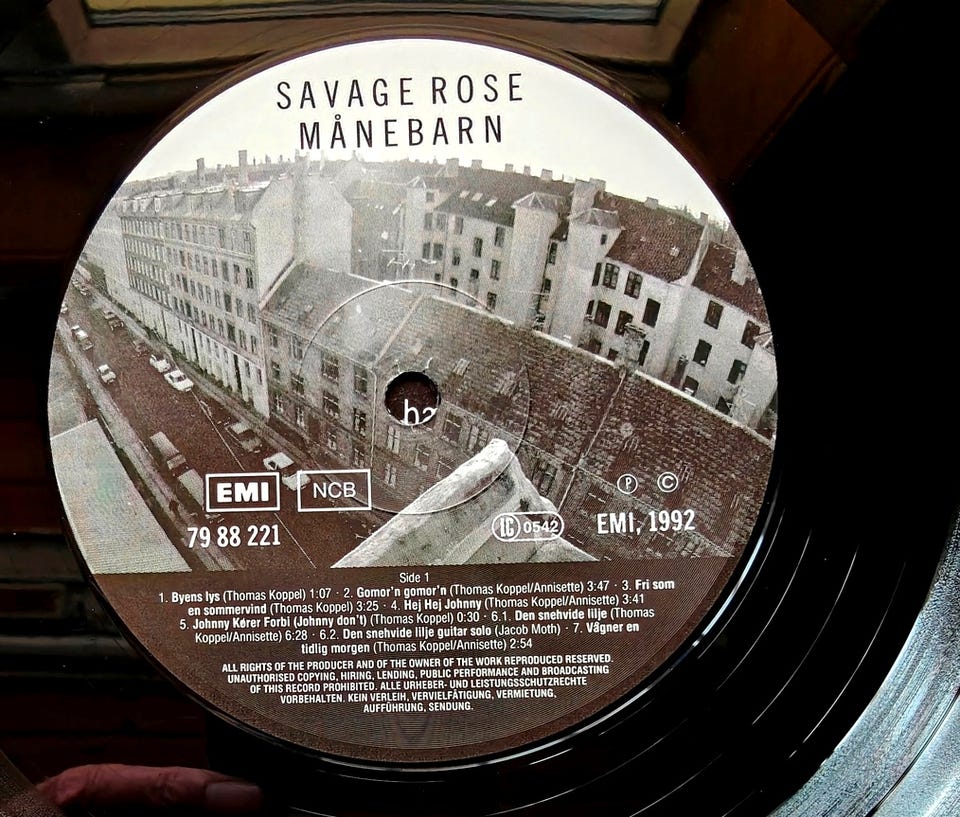 SAVAGE ROSE
MÅNEBARN
ha
EMI NCB
79 88 221
LC 0542
Ⓟ ©
EMI, 1992
Side 1
1. Byens lys (Thomas Koppel) 1:07 · 2. Gomor'n gomor'n (Thomas Koppel/Annisette) 3:47 · 3. Fri som
en sommervind (Thomas Koppel) 3:25 · 4. Hej Hej Johnny (Thomas Koppel/Annisette) 3:41
5. Johnny Kører Forbi (Johnny don't) (Thomas Koppel) 0:30 · 6.1. Den snehvide lilje (Thomas
Koppel/Annisette) 6:28 · 6.2. Den snehvide lilje guitar solo (Jacob Moth) · 7. Vågner en
tidlig morgen (Thomas Koppel/Annisette) 2:54
ALL RIGHTS OF THE PRODUCER AND OF THE OWNER OF THE WORK REPRODUCED RESERVED.
UNAUTHORISED COPYING, HIRING, LENDING, PUBLIC PERFORMANCE AND BROADCASTING
OF THIS RECORD PROHIBITED. ALLE URHEBER- UND LEISTUNGSSCHUTZRECHTE
VORBEHALTEN. KEIN VERLEIH, VERVIELFÄTIGUNG, VERMIETUNG,
AUFFÜHRUNG, SENDUNG.